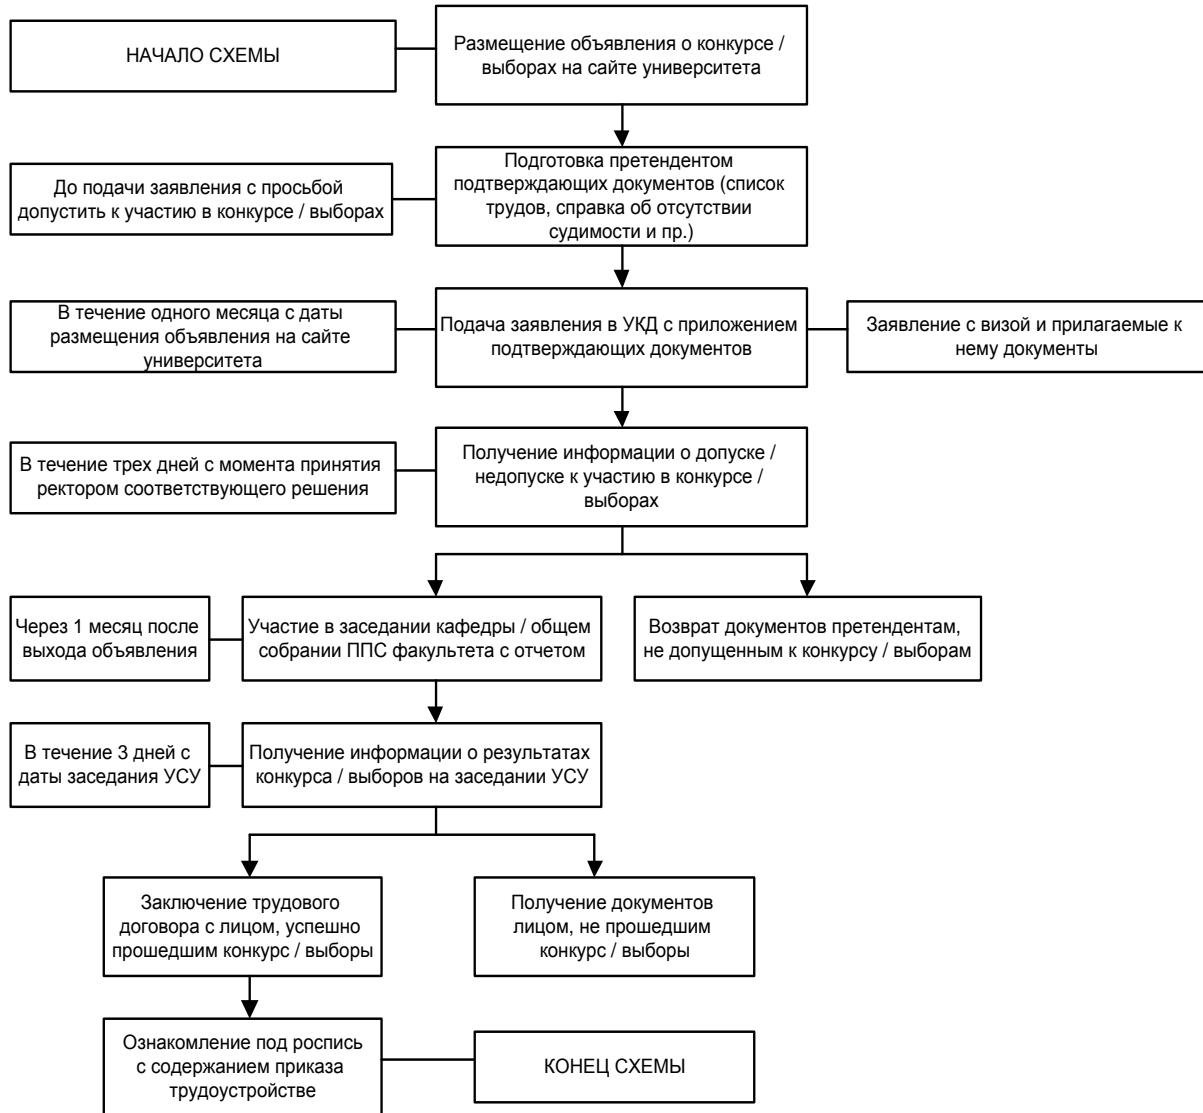 НАЧАЛО СХЕМЫ
Размещение объявления о конкурсе /
выборах на сайте университета
До подачи заявления с просьбой
допустить к участию в конкурсе / выборах
Подготовка претендентом
подтверждающих документов (список
трудов, справка об отсутствии
судимости и пр.)
В течение одного месяца с даты
размещения объявления на сайте
университета
Подача заявления в УКД с приложением
подтверждающих документов
Заявление с визой и прилагаемые к
нему документы
В течение трех дней с момента принятия
ректором соответствующего решения
Получение информации о допуске /
недопуске к участию в конкурсе /
выборах
Через 1 месяц после
выхода объявления
Участие в заседании кафедры / общем
собрании ППС факультета с отчетом
Возврат документов претендентам,
не допущенным к конкурсу / выборам
В течение 3 дней с
даты заседания УСУ
Получение информации о результатах
конкурса / выборов на заседании УСУ
Заключение трудового
договора с лицом, успешно
прошедшим конкурс / выборы
Получение документов
лицом, не прошедшим
конкурс / выборы
Ознакомление под роспись
с содержанием приказа
трудоустройстве
КОНЕЦ СХЕМЫ